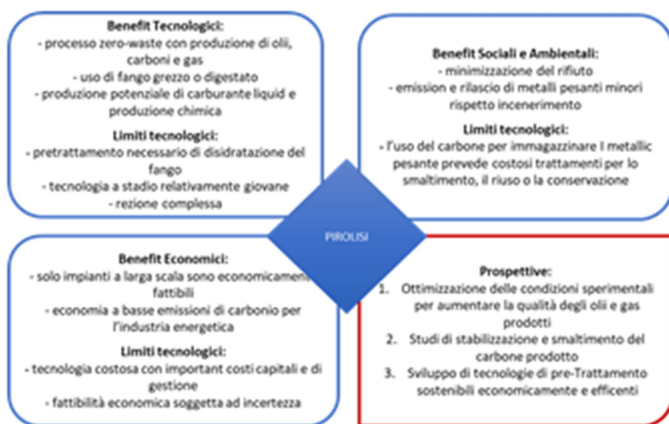 Benefit Tecnologici:
- processo zero-waste con produzione di olii,
carboni e gas
- uso di fango grezzo o digestato
- produzione potenziale di carburante liquid e
produzione chimica
Limiti tecnologici:
- pretrattamento necessario di disidratazione del
fango
- tecnologia a stadio relativamente giovane
- rezione complessa
Benefit Sociali e Ambientali:
- minimizzazione del rifiuto
- emission e rilascio di metalli pesanti minori
rispetto incenerimento
Limiti tecnologici:
- l'uso del carbone per immagazzinare I metallic
pesante prevede costosi trattamenti per lo
smaltimento, il riuso o la conservazione
PIROLISI
Benefit Economici:
- solo impianti a larga scala sono economicamen
fattibili
- economia a basse emissioni di carbonio per
l'industria energetica
Limiti tecnologici:
- tecnologia costosa con important costi capitali e di
gestione
- fattibilità economica soggetta ad incertezza
Prospettive:
1. Ottimizzazione delle condizioni sperimentali
per aumentare la qualità degli olii e gas
prodotti
2. Studi di stabilizzazione e smaltimento del
carbone prodotto
3. Sviluppo di tecnologie di pre-Trattamento
sostenibili economicamente e efficenti